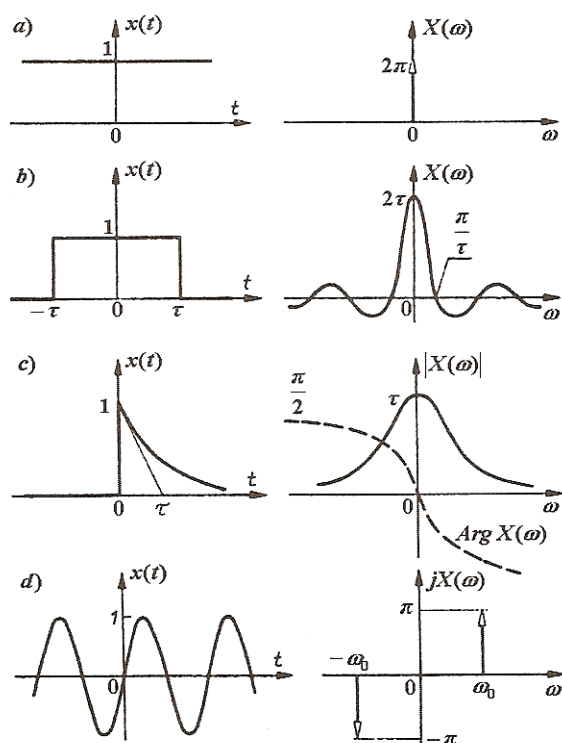 a) x(t) X(ω)
1 2π
t
0 0 ω
b) x(t) X(ω)
2τ
1 π/τ
−τ 0 τ t 0 ω
c) x(t) |X(ω)|
π/2
1 τ
t
0 τ 0 ω
Arg X(ω)
d) x(t) jX(ω)
1 π
t −ω₀
0 0 ω₀ ω
−π